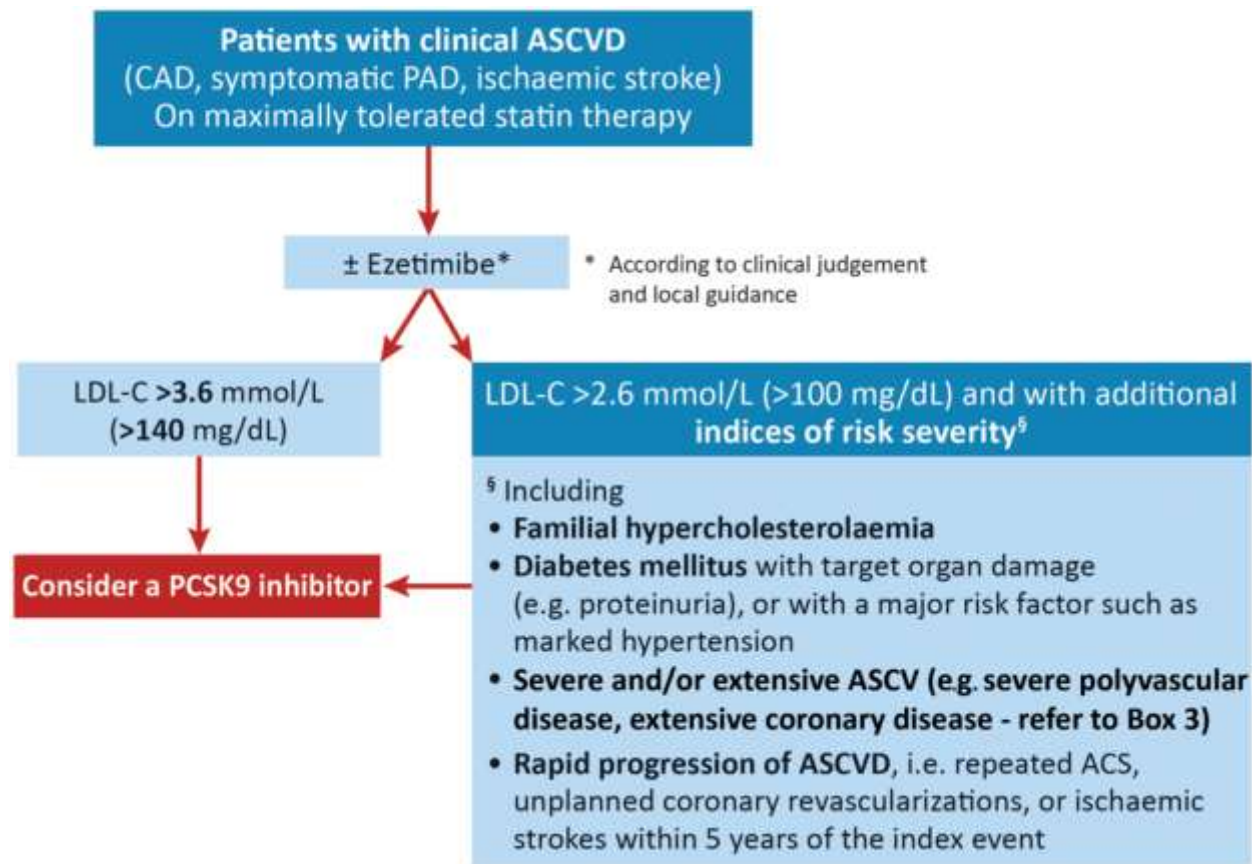 Patients with clinical ASCVD
(CAD, symptomatic PAD, ischaemic stroke)
On maximally tolerated statin therapy
± Ezetimibe*
* According to clinical judgement
and local guidance
LDL-C >3.6 mmol/L
(>140 mg/dL)
LDL-C >2.6 mmol/L (>100 mg/dL) and with additional
indices of risk severity§
§ Including
• Familial hypercholesterolaemia
• Diabetes mellitus with target organ damage
(e.g. proteinuria), or with a major risk factor such as
marked hypertension
• Severe and/or extensive ASCV (e.g. severe polyvascular
disease, extensive coronary disease - refer to Box 3)
• Rapid progression of ASCVD, i.e. repeated ACS,
unplanned coronary revascularizations, or ischaemic
strokes within 5 years of the index event
Consider a PCSK9 inhibitor